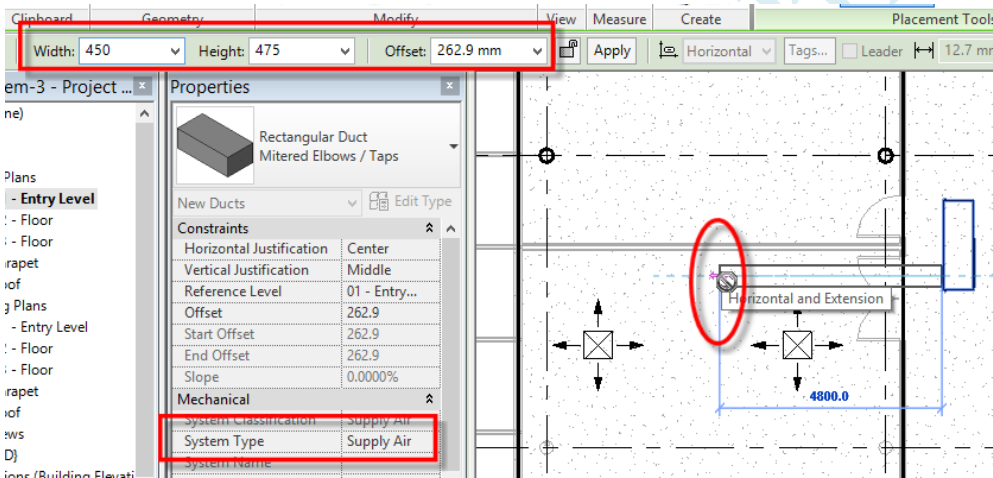 Clipboard Geometry Modify View Measure Create Placement Tools
Width: 450 Height: 475 Offset: 262.9 mm Apply Horizontal Tags... Leader 12.7 mm
em-3 - Project ...
ne)
Plans
- Entry Level
- Floor
- Floor
rapet
of
g Plans
- Entry Level
- Floor
- Floor
rapet
of
ews
D}
ions (Building Elevati
Properties
Rectangular Duct
Mitered Elbows / Taps
New Ducts Edit Type
Constraints
Horizontal Justification Center
Vertical Justification Middle
Reference Level 01 - Entry...
Offset 262.9
Start Offset 262.9
End Offset 262.9
Slope 0.0000%
Mechanical
System Classification Supply Air
System Type Supply Air
System Name
Horizontal and Extension
4800.0